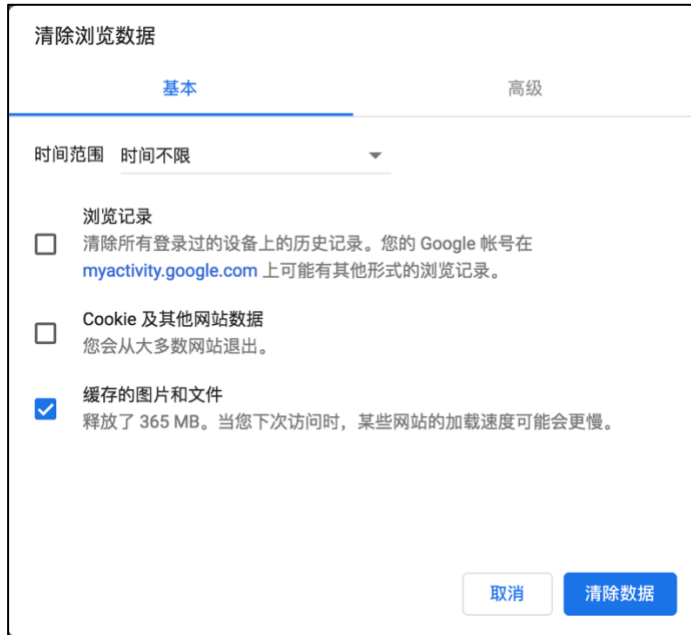 清除浏览数据
基本
高级
时间范围 时间不限
浏览记录
清除所有登录过的设备上的历史记录。您的 Google 帐号在
myactivity.google.com 上可能有其他形式的浏览记录。
Cookie 及其他网站数据
您会从大多数网站退出。
缓存的图片和文件
释放了 365 MB。当您下次访问时，某些网站的加载速度可能会更慢。
取消
清除数据